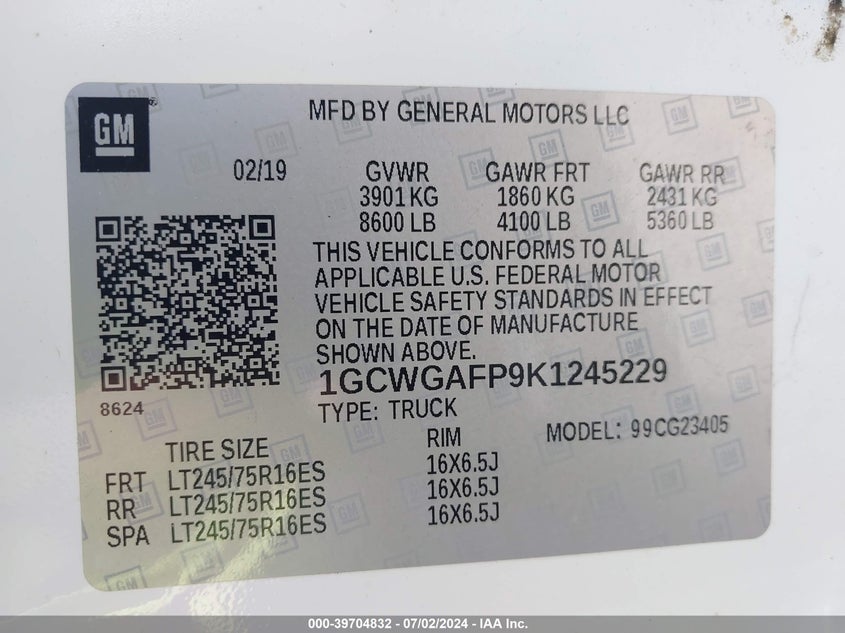 GM
MFD BY GENERAL MOTORS LLC
02/19 GVWR GAWR FRT GAWR RR
3901 KG 1860 KG 2431 KG
8600 LB 4100 LB 5360 LB
THIS VEHICLE CONFORMS TO ALL
APPLICABLE U.S. FEDERAL MOTOR
VEHICLE SAFETY STANDARDS IN EFFECT
ON THE DATE OF MANUFACTURE
SHOWN ABOVE.
1GCWGAFP9K1245229
8624
TYPE: TRUCK MODEL: 99CG23405
TIRE SIZE RIM
FRT LT245/75R16ES 16X6.5J
RR LT245/75R16ES 16X6.5J
SPA LT245/75R16ES 16X6.5J
000-39704832 - 07/02/2024 - IAA Inc.